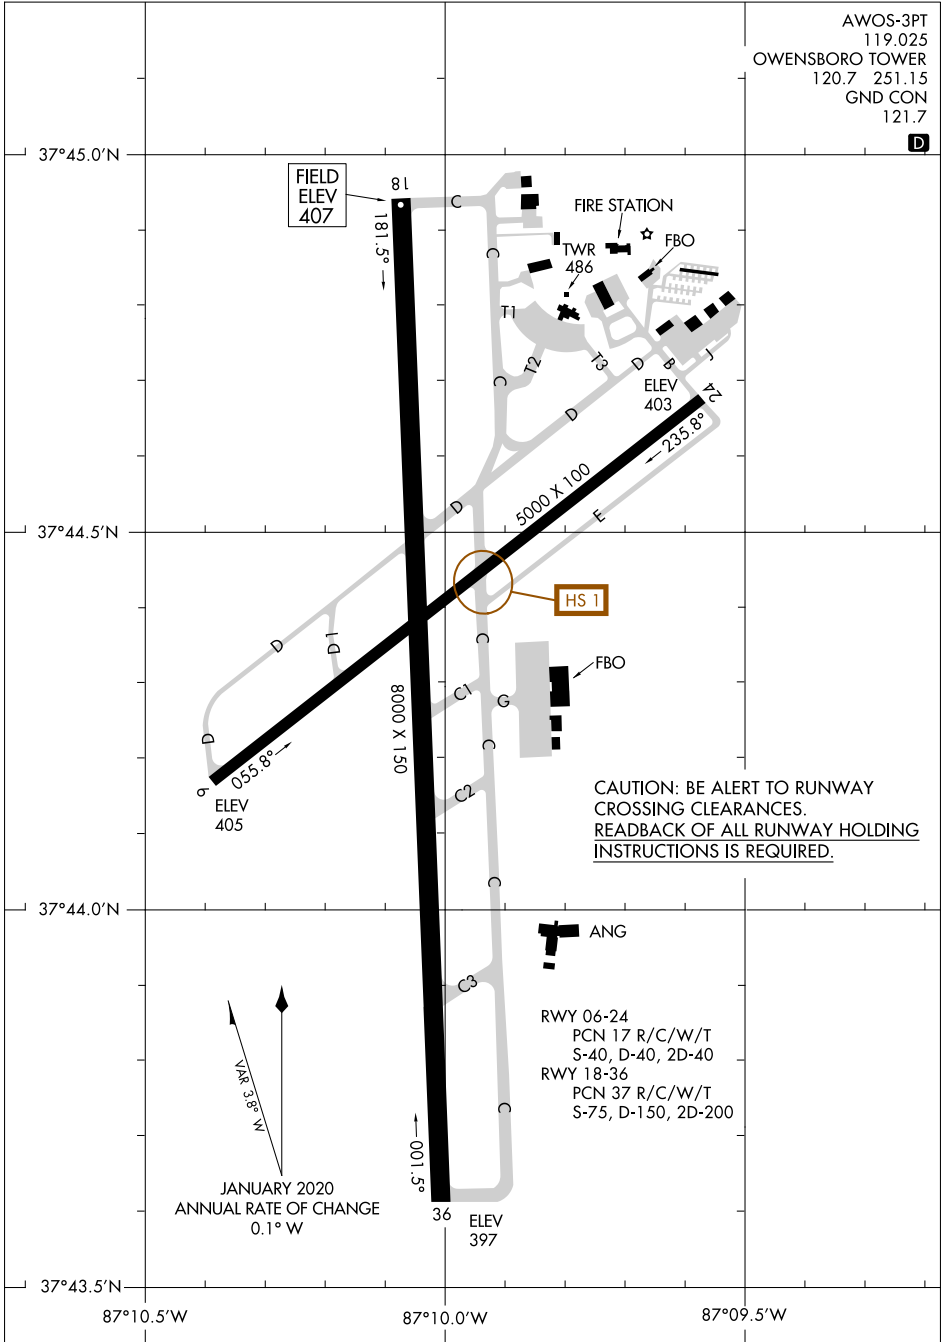 AWOS-3PT
119.025
OWENSBORO TOWER
120.7 251.15
GND CON
121.7
D
37°45.0'N
FIELD
ELEV
407
18
C
181.5°
FIRE STATION
TWR
486
FBO
C
T1
C
T2
T3
D
B
J
ELEV
403
24
D
235.8°
5000 X 100
D
E
37°44.5'N
HS 1
D
D1
C
FBO
C1
G
8000 X 150
D
C
055.8°
6
ELEV
405
C2
CAUTION: BE ALERT TO RUNWAY
CROSSING CLEARANCES.
READBACK OF ALL RUNWAY HOLDING
INSTRUCTIONS IS REQUIRED.
C
37°44.0'N
ANG
C3
RWY 06-24
PCN 17 R/C/W/T
S-40, D-40, 2D-40
RWY 18-36
PCN 37 R/C/W/T
S-75, D-150, 2D-200
VAR 3.8° W
C
001.5°
JANUARY 2020
ANNUAL RATE OF CHANGE
0.1° W
36
ELEV
397
37°43.5'N
87°10.5'W
87°10.0'W
87°09.5'W